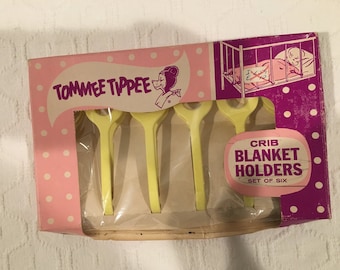 TOMMEE TIPPEE
CRIB
BLANKET
HOLDERS
SET OF SIX